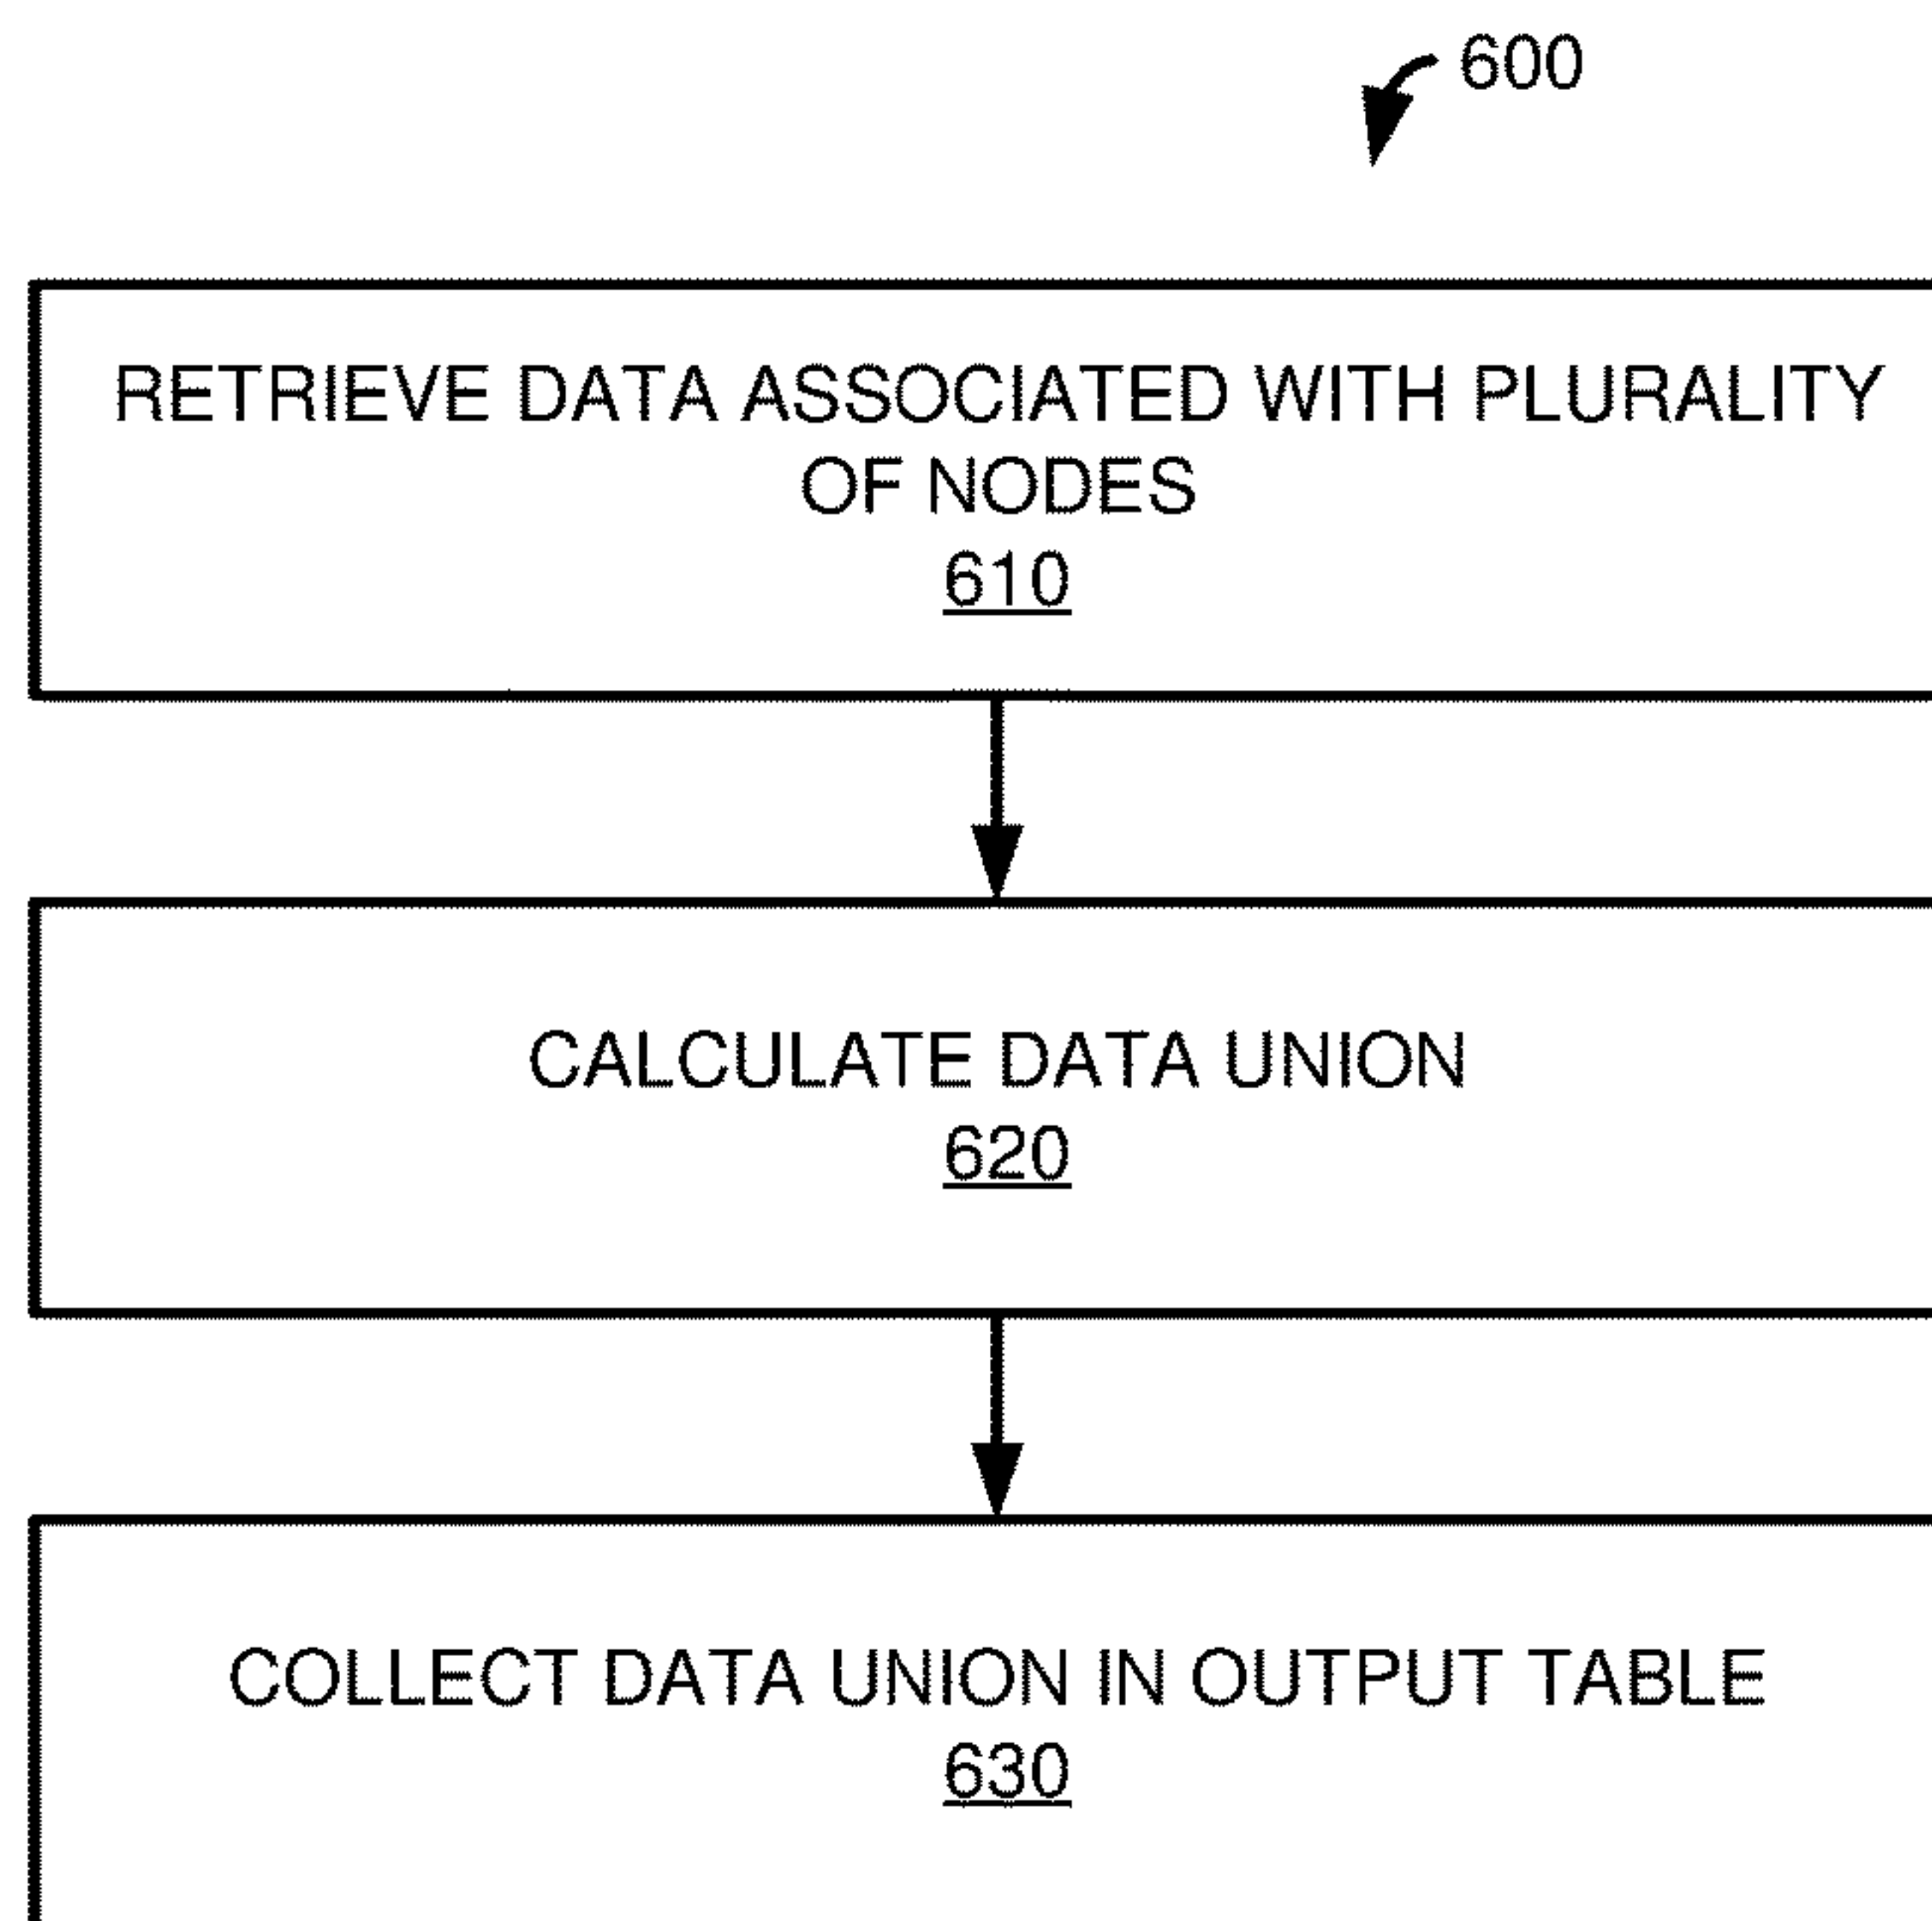 600
RETRIEVE DATA ASSOCIATED WITH PLURALITY
OF NODES
610
CALCULATE DATA UNION
620
COLLECT DATA UNION IN OUTPUT TABLE
630